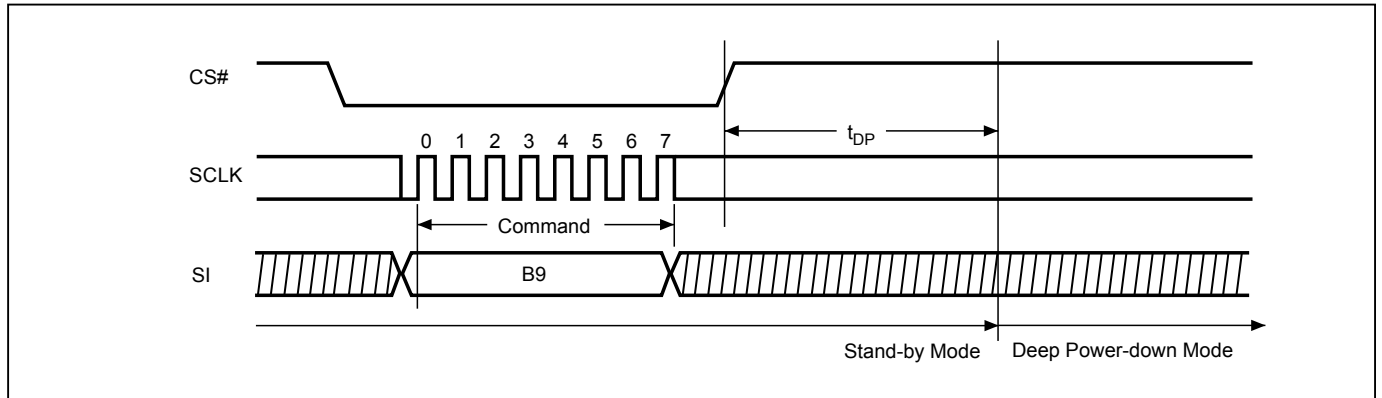 CS#
t_DP
0 1 2 3 4 5 6 7
SCLK
Command
SI
B9
Stand-by Mode Deep Power-down Mode